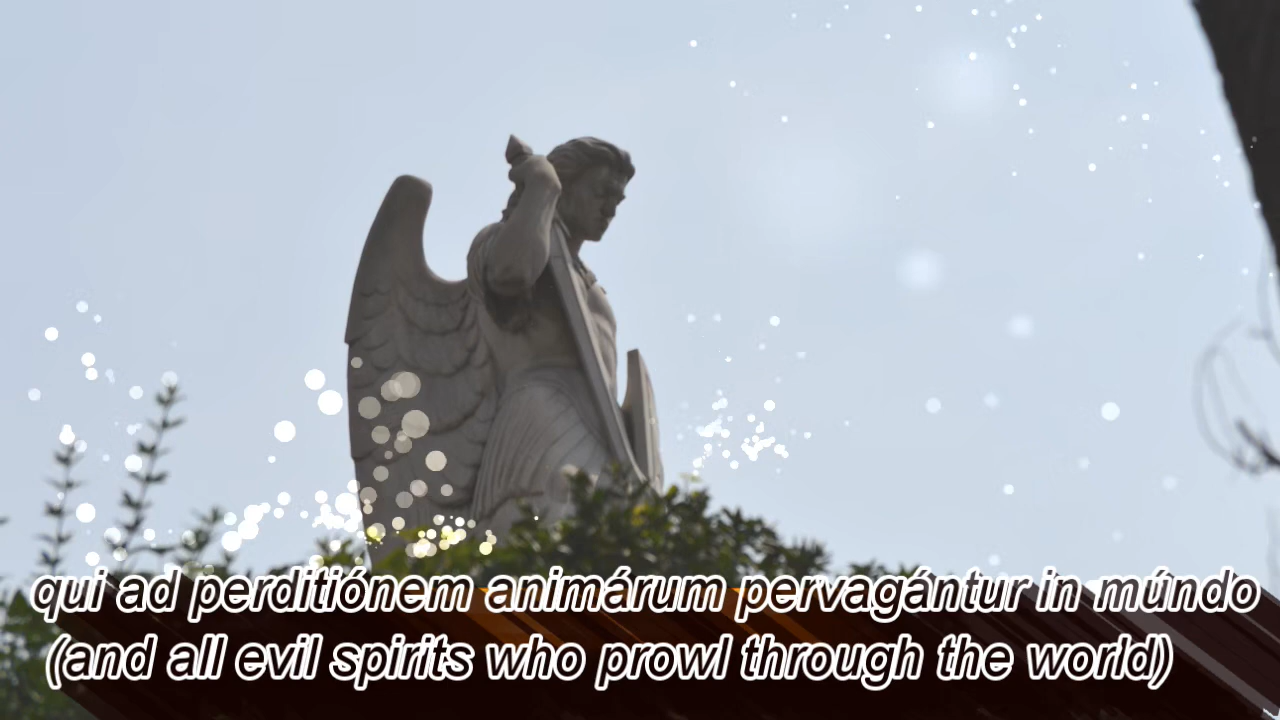 qui ad perditiónem animárum pervagántur in múndo
(and all evil spirits who prowl through the world)